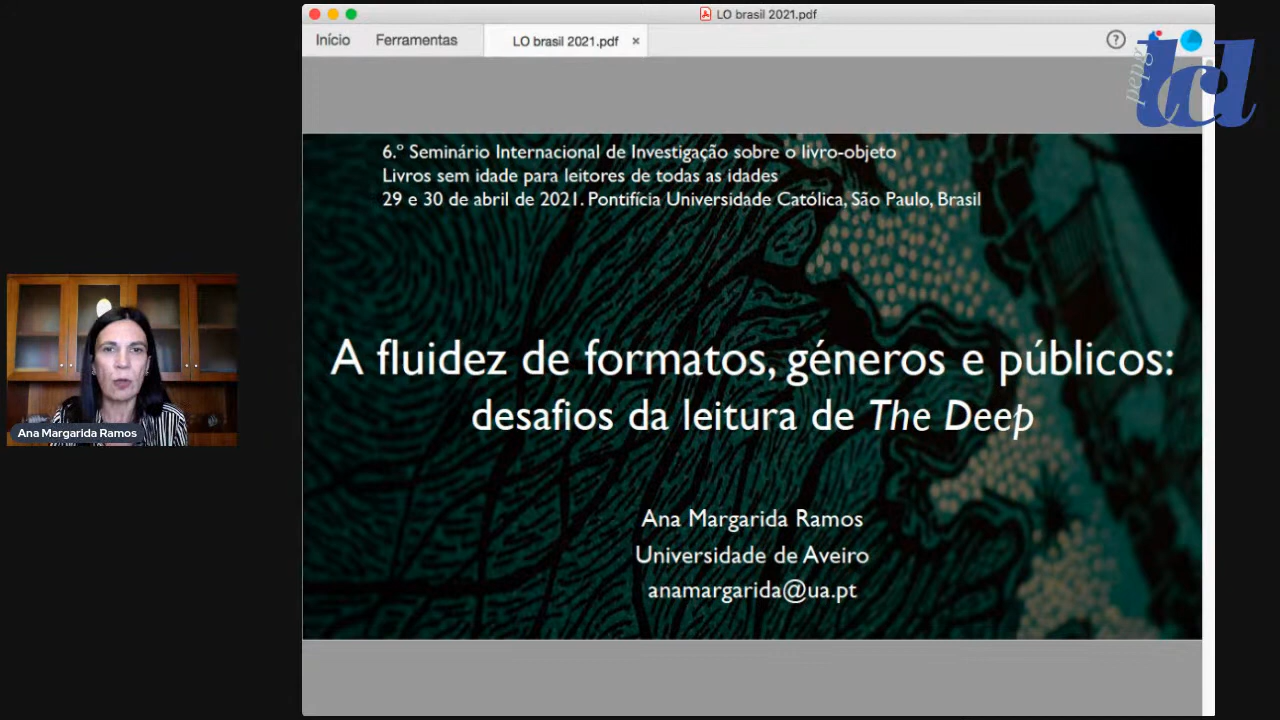 LO brasil 2021.pdf
Início Ferramentas LO brasil 2021.pdf ×
?
pepg
lcl
6.º Seminário Internacional de Investigação sobre o livro-objeto
Livros sem idade para leitores de todas as idades
29 e 30 de abril de 2021. Pontifícia Universidade Católica, São Paulo, Brasil
A fluidez de formatos, géneros e públicos:
desafios da leitura de The Deep
Ana Margarida Ramos
Universidade de Aveiro
anamargarida@ua.pt
Ana Margarida Ramos